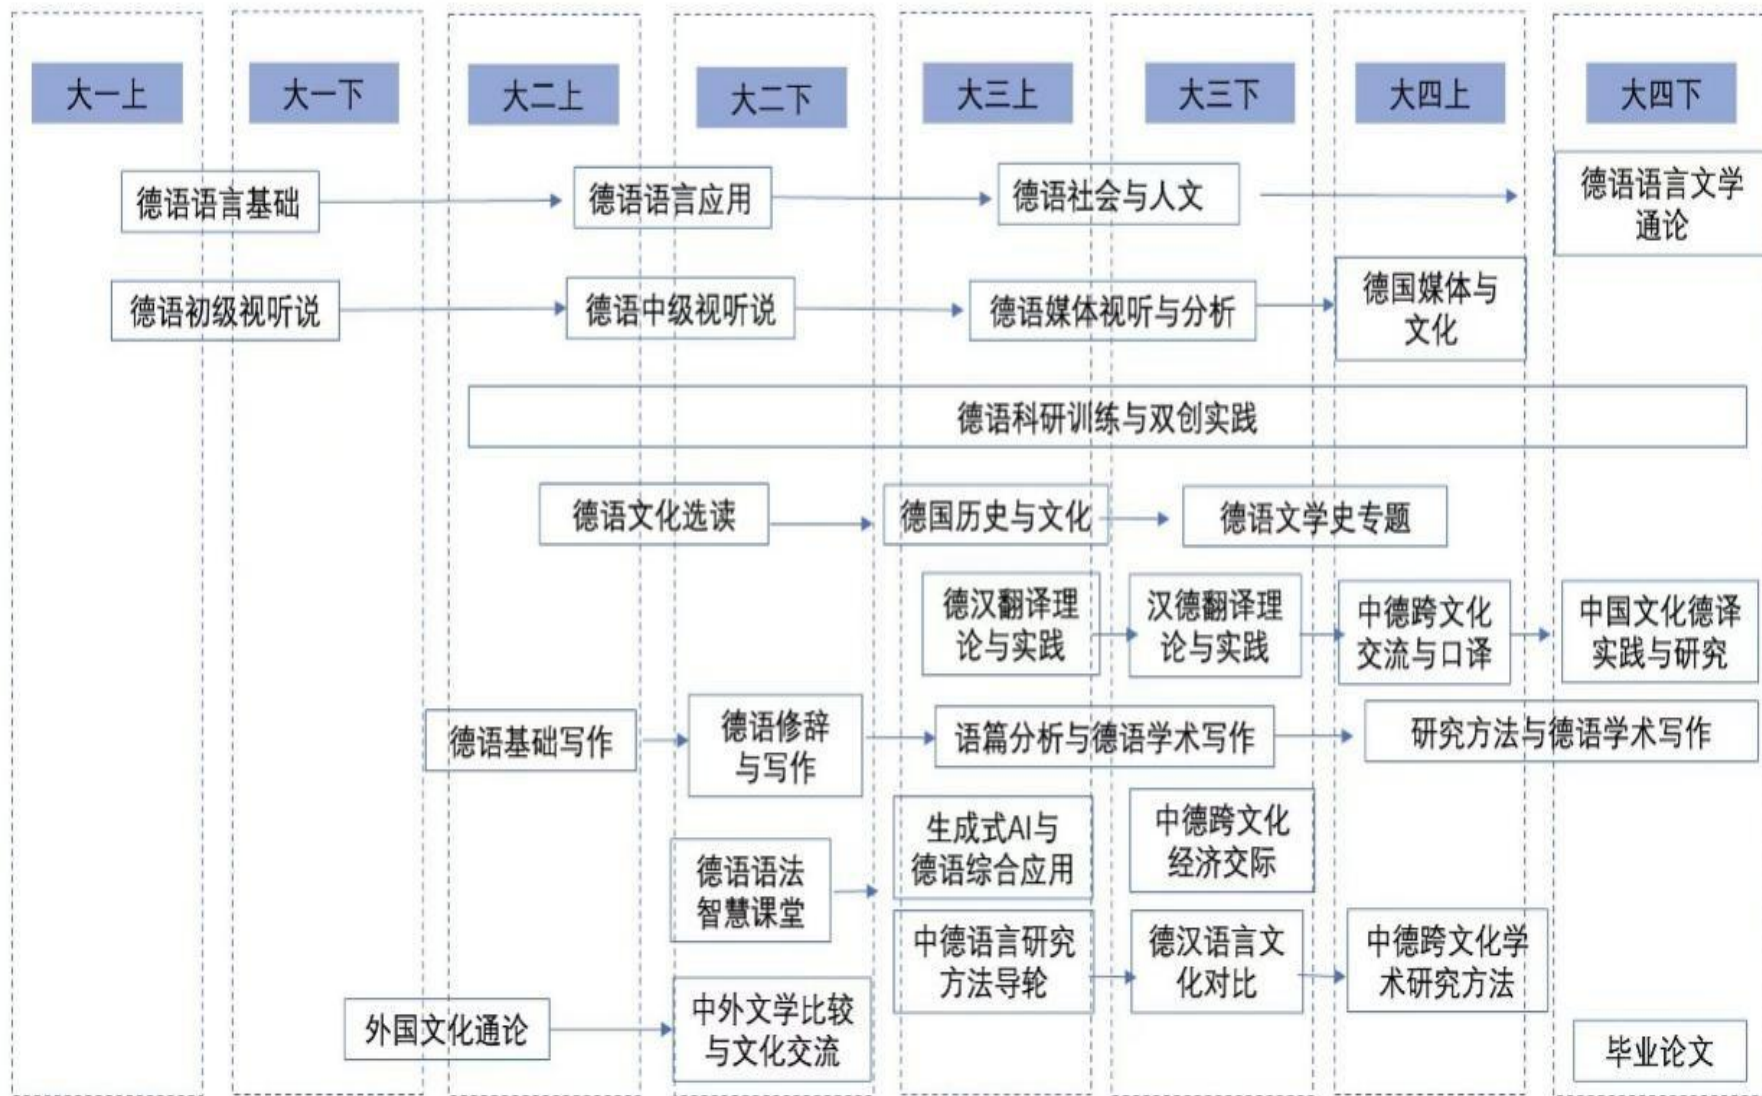 大一上
大一下
大二上
大二下
大三上
大三下
大四上
大四下
德语语言基础
德语语言应用
德语社会与人文
德语语言文学
通论
德语初级视听说
德语中级视听说
德语媒体视听与分析
德国媒体与
文化
德语科研训练与双创实践
德语文化选读
德国历史与文化
德语文学史专题
德汉翻译理
论与实践
汉德翻译理
论与实践
中德跨文化
交流与口译
中国文化德译
实践与研究
德语基础写作
德语修辞
与写作
语篇分析与德语学术写作
研究方法与德语学术写作
德语语法
智慧课堂
生成式AI与
德语综合应用
中德跨文化
经济交际
中德语言研究
方法导轮
德汉语言文
化对比
中德跨文化学
术研究方法
外国文化通论
中外文学比较
与文化交流
毕业论文